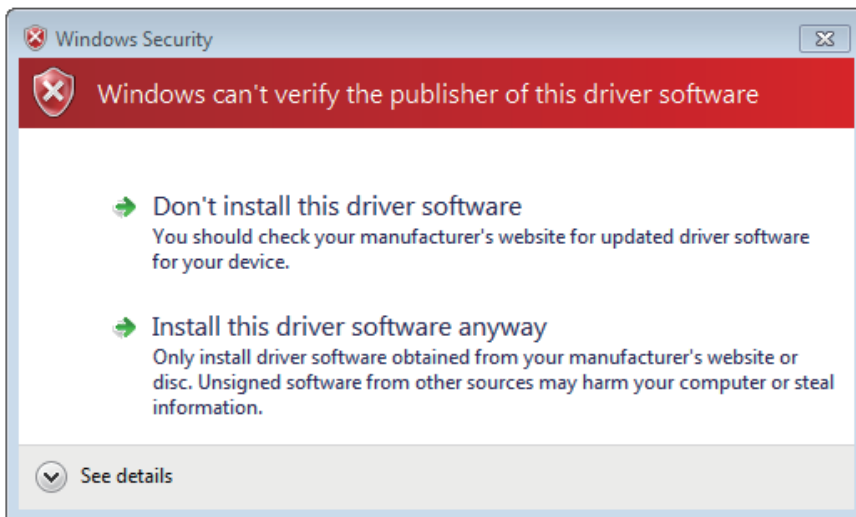 Windows Security
Windows can't verify the publisher of this driver software
Don't install this driver software
You should check your manufacturer's website for updated driver software
for your device.
Install this driver software anyway
Only install driver software obtained from your manufacturer's website or
disc. Unsigned software from other sources may harm your computer or steal
information.
See details